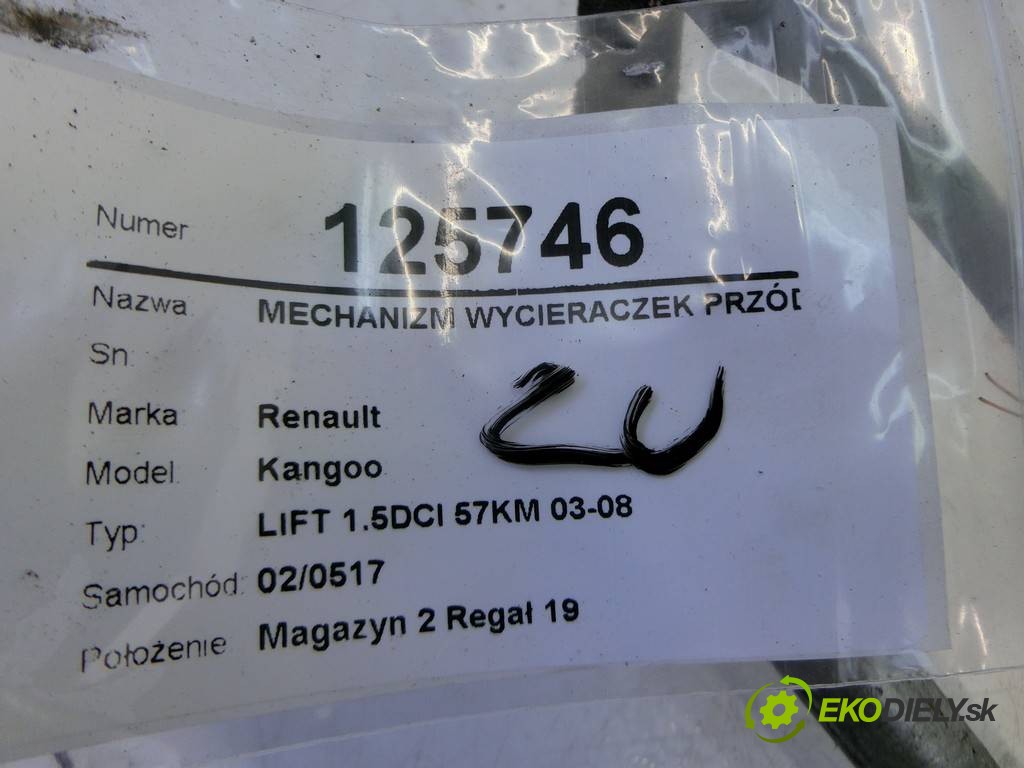 Numer 125746
Nazwa: MECHANIZM WYCIERACZEK PRZÓD
Sn:
Marka: Renault
Model: Kangoo
Typ: LIFT 1.5DCI 57KM 03-08
Samochód: 02/0517
Położenie Magazyn 2 Regał 19
EKODIELY.sk